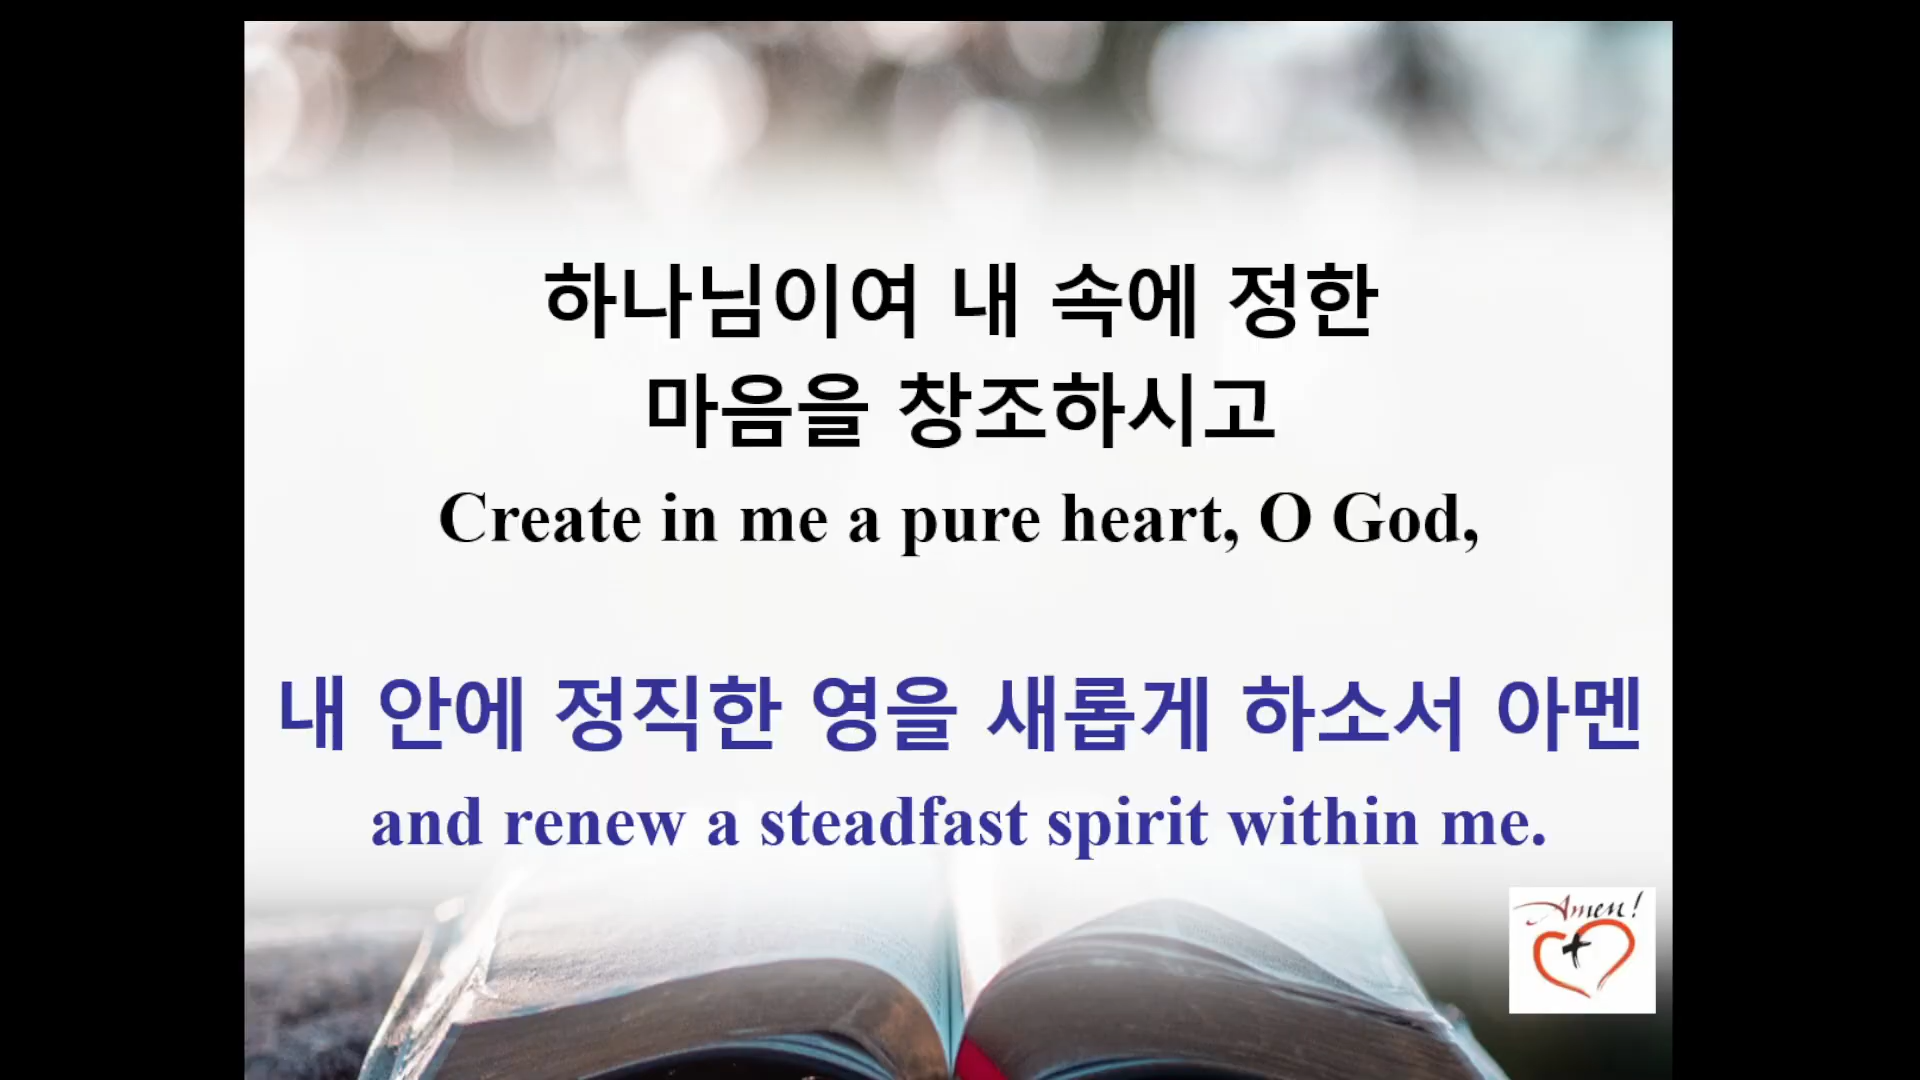 하나님이여 내 속에 정한
마음을 창조하시고
Create in me a pure heart, O God,
내 안에 정직한 영을 새롭게 하소서 아멘
and renew a steadfast spirit within me.
Amen!